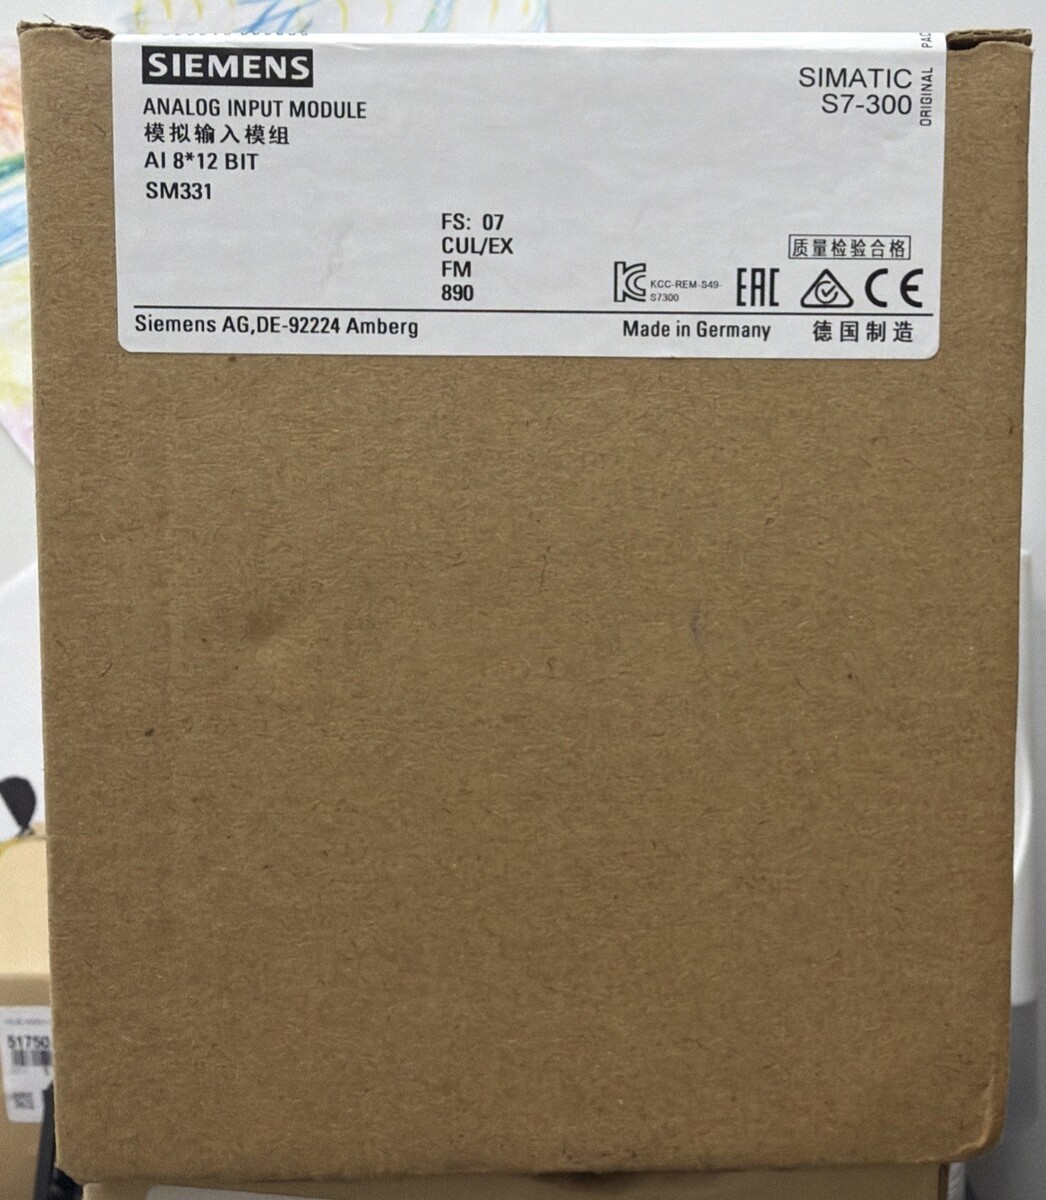 SIEMENS
SIMATIC
S7-300
ORIGINAL
ANALOG INPUT MODULE
模拟输入模组
AI 8*12 BIT
SM331
FS: 07
CUL/EX
FM
890
质量检验合格
KCC-REM-S49-
S7300
EAC
CE
Siemens AG,DE-92224 Amberg
Made in Germany
德国制造
51750